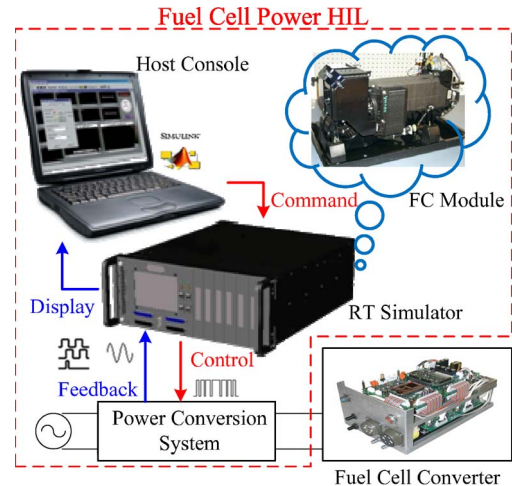 Fuel Cell Power HIL
Host Console
SIMULINK
Command
FC Module
Display
RT Simulator
Control
Feedback
Power Conversion
System
Fuel Cell Converter